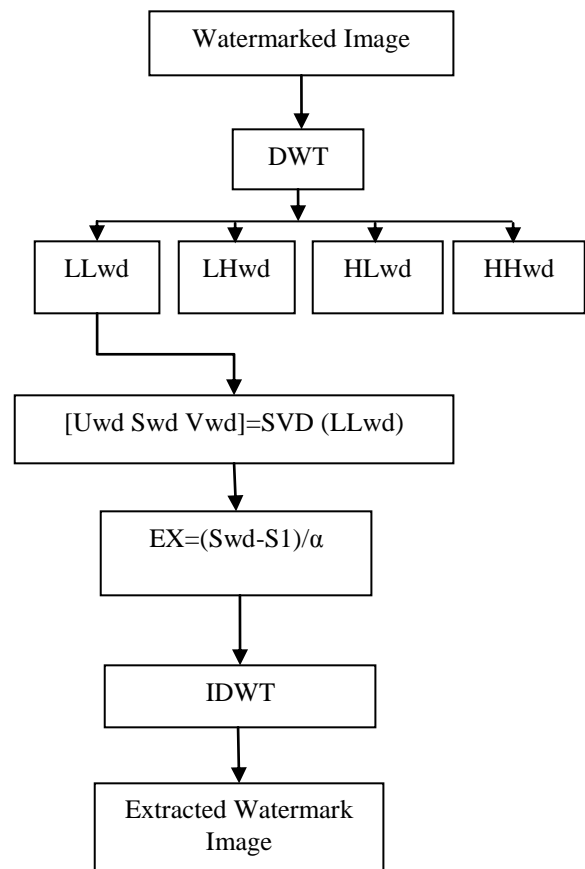 Watermarked Image
DWT
LLwd
LHwd
HLwd
HHwd
[Uwd Swd Vwd]=SVD (LLwd)
EX=(Swd-S1)/α
IDWT
Extracted Watermark
Image